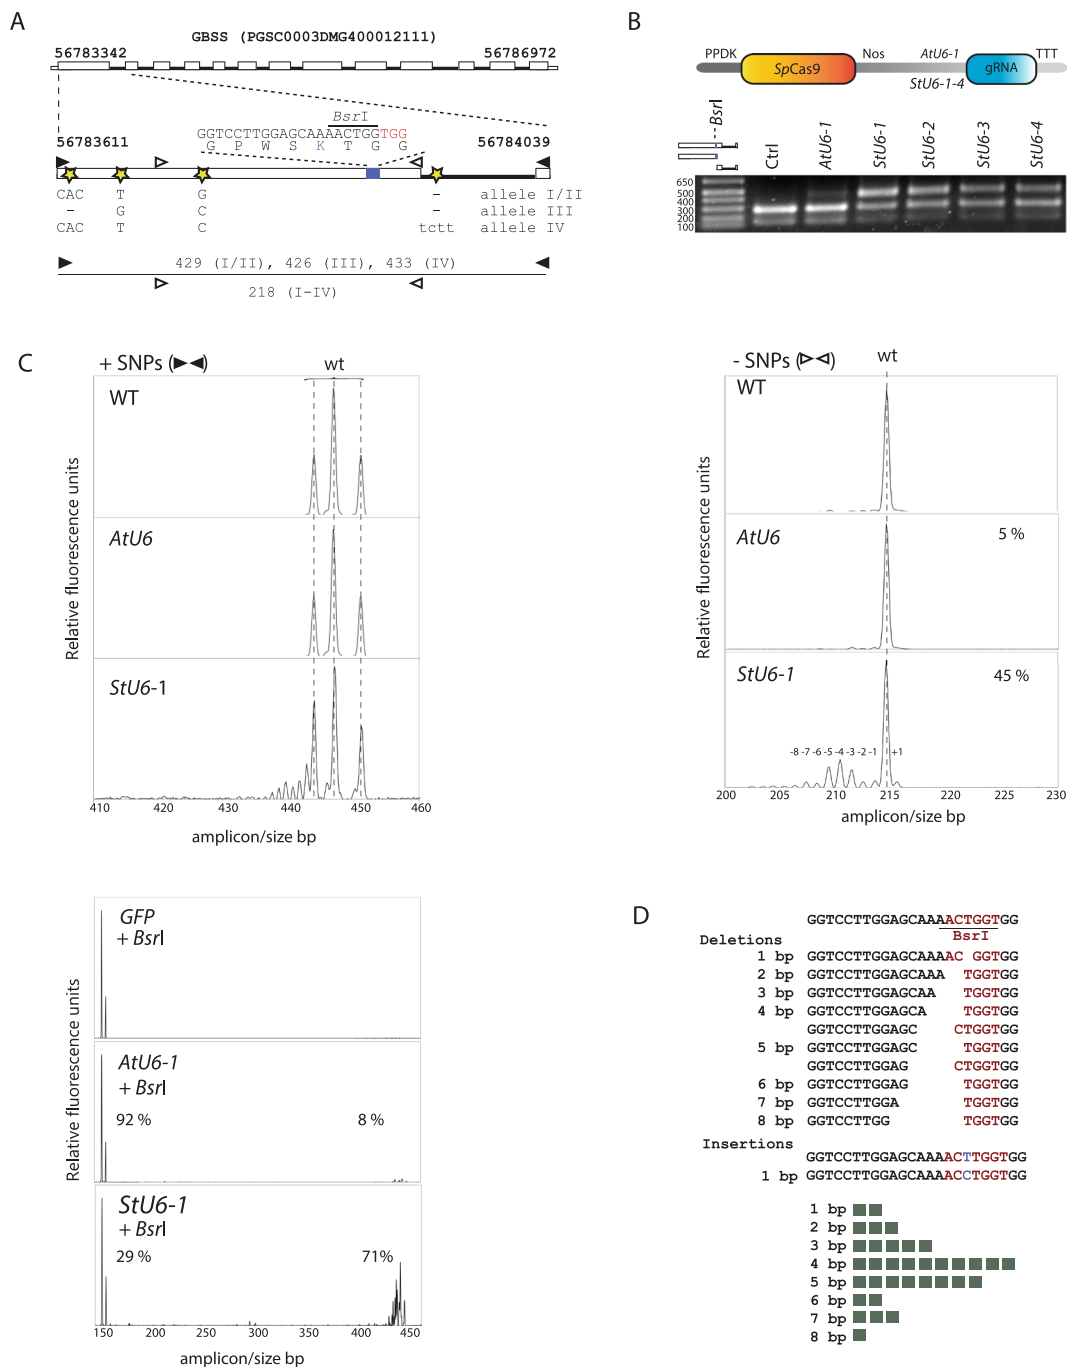 A
GBSS (PGSC0003DMG400012111)
56783342
56786972
BsrI
GGTCCTTGGAGCAAAACTGGTGG
G P W S K T G G
56783611
56784039
CAC T G - allele I/II
- G C allele III
CAC T C tctt allele IV
429 (I/II), 426 (III), 433 (IV)
218 (I-IV)
B
PPDK
SpCas9
Nos
AtU6-1
StU6-1-4
gRNA
TTT
BsrI
Ctrl
AtU6-1
StU6-1
StU6-2
StU6-3
StU6-4
650
500
400
300
200
100
C
+ SNPs
wt
WT
AtU6
StU6-1
Relative fluorescence units
410 420 430 440 450 460
amplicon/size bp
- SNPs
wt
WT
AtU6
5 %
StU6-1
45 %
-8 -7 -6 -5 -4 -3 -2 -1 +1
Relative fluorescence units
200 205 210 215 220 225 230
amplicon/size bp
GFP
+ BsrI
AtU6-1
+ BsrI
92 %
8 %
StU6-1
+ BsrI
29 %
71%
Relative fluorescence units
150 200 250 300 350 400 450
amplicon/size bp
D
GGTCCTTGGAGCAAAACTGGTGG
BsrI
Deletions
1 bp GGTCCTTGGAGCAAAAC GGTGG
2 bp GGTCCTTGGAGCAAA TGGTGG
3 bp GGTCCTTGGAGCAA TGGTGG
4 bp GGTCCTTGGAGCA TGGTGG
GGTCCTTGGAGC CTGGTGG
5 bp GGTCCTTGGAGC TGGTGG
GGTCCTTGGAG CTGGTGG
6 bp GGTCCTTGGAG TGGTGG
7 bp GGTCCTTGGA TGGTGG
8 bp GGTCCTTGG TGGTGG
Insertions
GGTCCTTGGAGCAAAACTTGGTGG
1 bp GGTCCTTGGAGCAAAACCTGGTGG
1 bp
2 bp
3 bp
4 bp
5 bp
6 bp
7 bp
8 bp